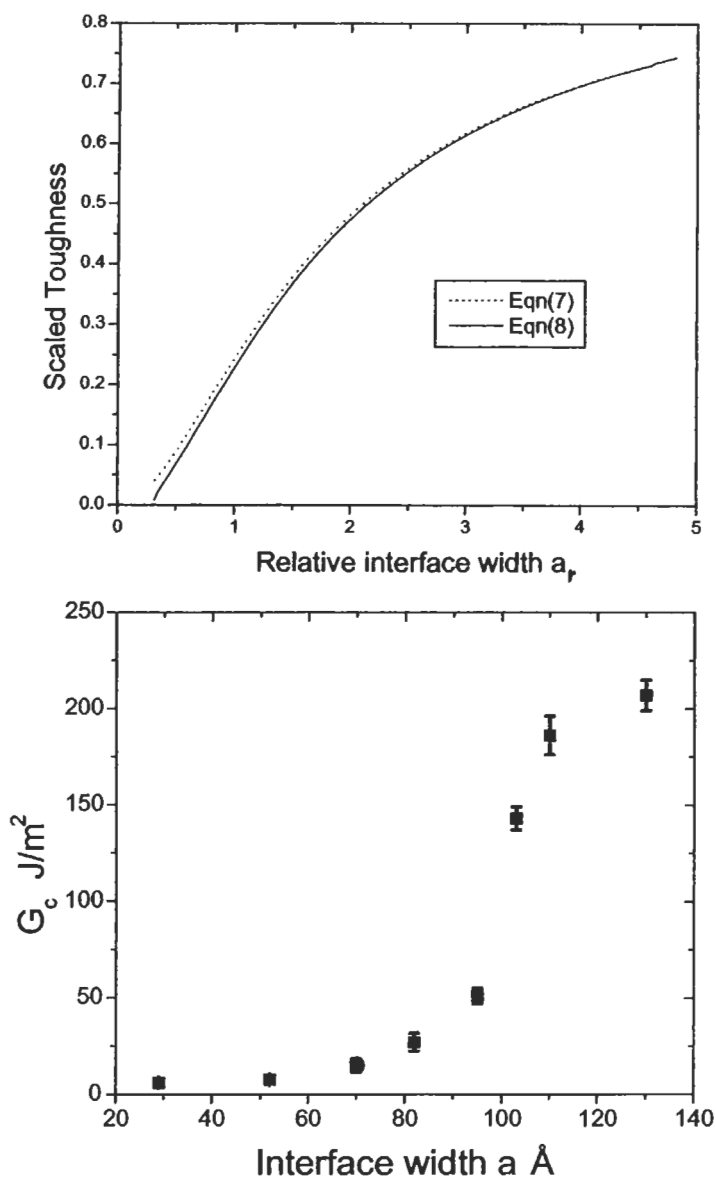 0.8
0.7
0.6
0.5
0.4
0.3
0.2
0.1
0.0
Scaled Toughness
Eqn(7)
Eqn(8)
0 1 2 3 4 5
Relative interface width a_r
250
200
150
100
50
0
G_c J/m²
20 40 60 80 100 120 140
Interface width a Å